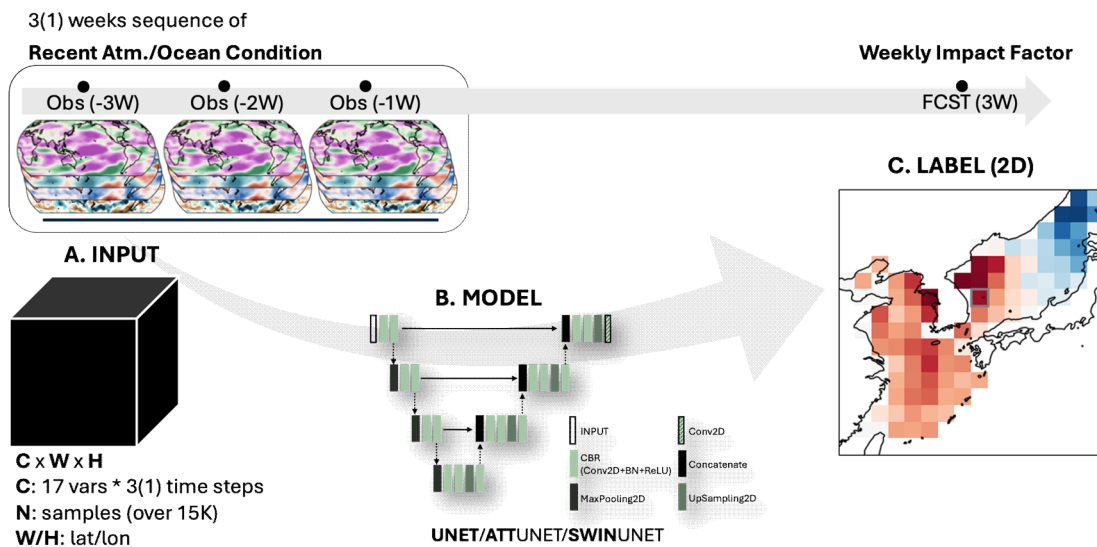 3(1) weeks sequence of
Recent Atm./Ocean Condition
Weekly Impact Factor
Obs (-3W)
Obs (-2W)
Obs (-1W)
FCST (3W)
C. LABEL (2D)
A. INPUT
B. MODEL
INPUT
Conv2D
CBR
(Conv2D+BN+ReLU)
Concatenate
MaxPooling2D
UpSampling2D
C x W x H
C: 17 vars * 3(1) time steps
N: samples (over 15K)
W/H: lat/lon
UNET/ATTUNET/SWINUNET